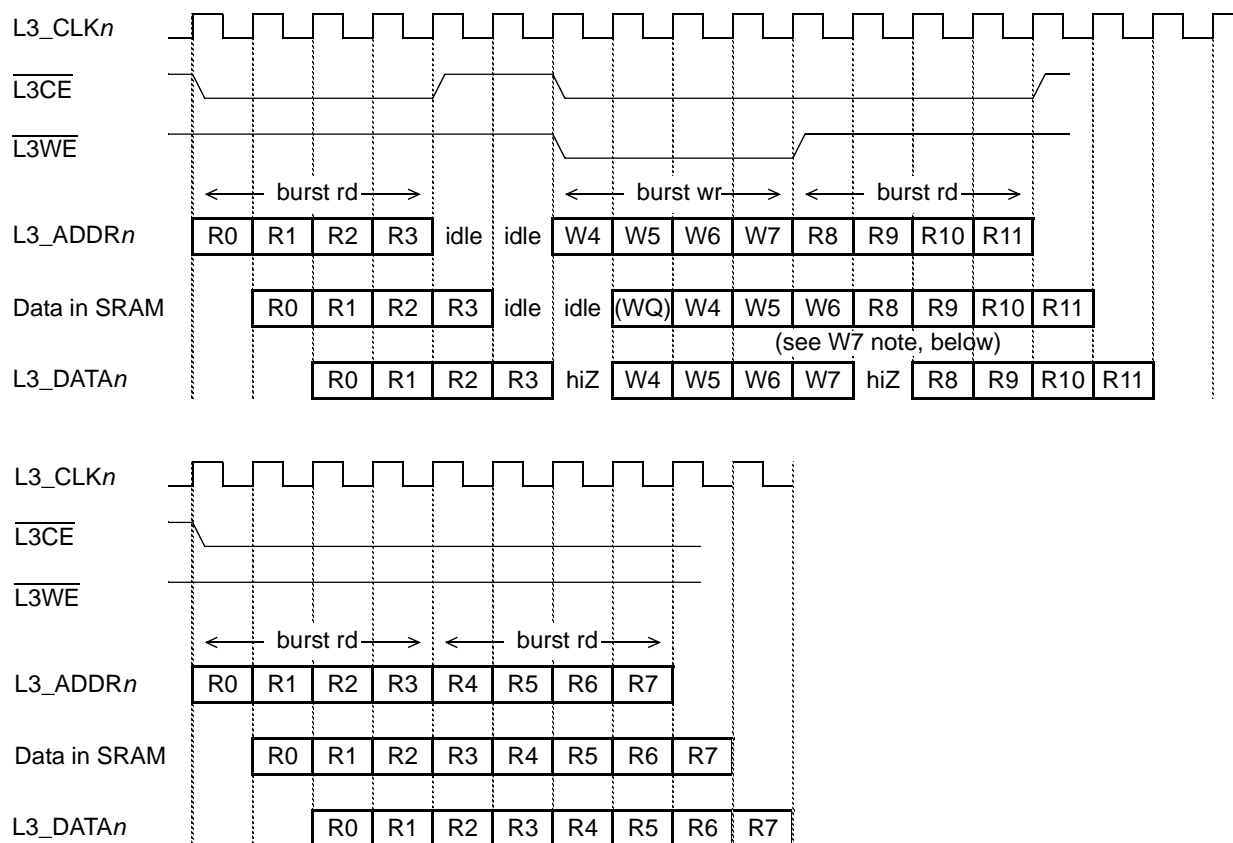 L3_CLKn
L3CE
L3WE
burst rd burst wr burst rd
L3_ADDRn R0 R1 R2 R3 idle idle W4 W5 W6 W7 R8 R9 R10 R11
Data in SRAM R0 R1 R2 R3 idle idle (WQ) W4 W5 W6 R8 R9 R10 R11
(see W7 note, below)
L3_DATAn R0 R1 R2 R3 hiZ W4 W5 W6 W7 hiZ R8 R9 R10 R11
L3_CLKn
L3CE
L3WE
burst rd burst rd
L3_ADDRn R0 R1 R2 R3 R4 R5 R6 R7
Data in SRAM R0 R1 R2 R3 R4 R5 R6 R7
L3_DATAn R0 R1 R2 R3 R4 R5 R6 R7